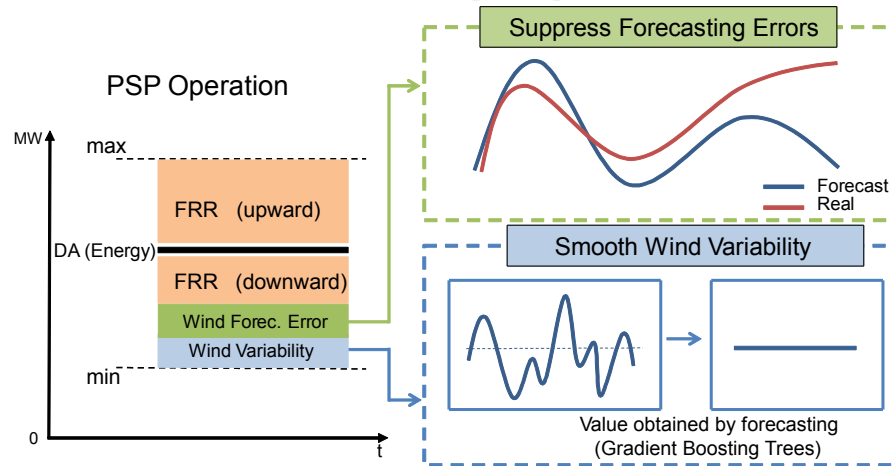 PSP Operation
MW
max
FRR (upward)
DA (Energy)
FRR (downward)
Wind Forec. Error
Wind Variability
min
0
t
Suppress Forecasting Errors
Forecast
Real
Smooth Wind Variability
Value obtained by forecasting
(Gradient Boosting Trees)